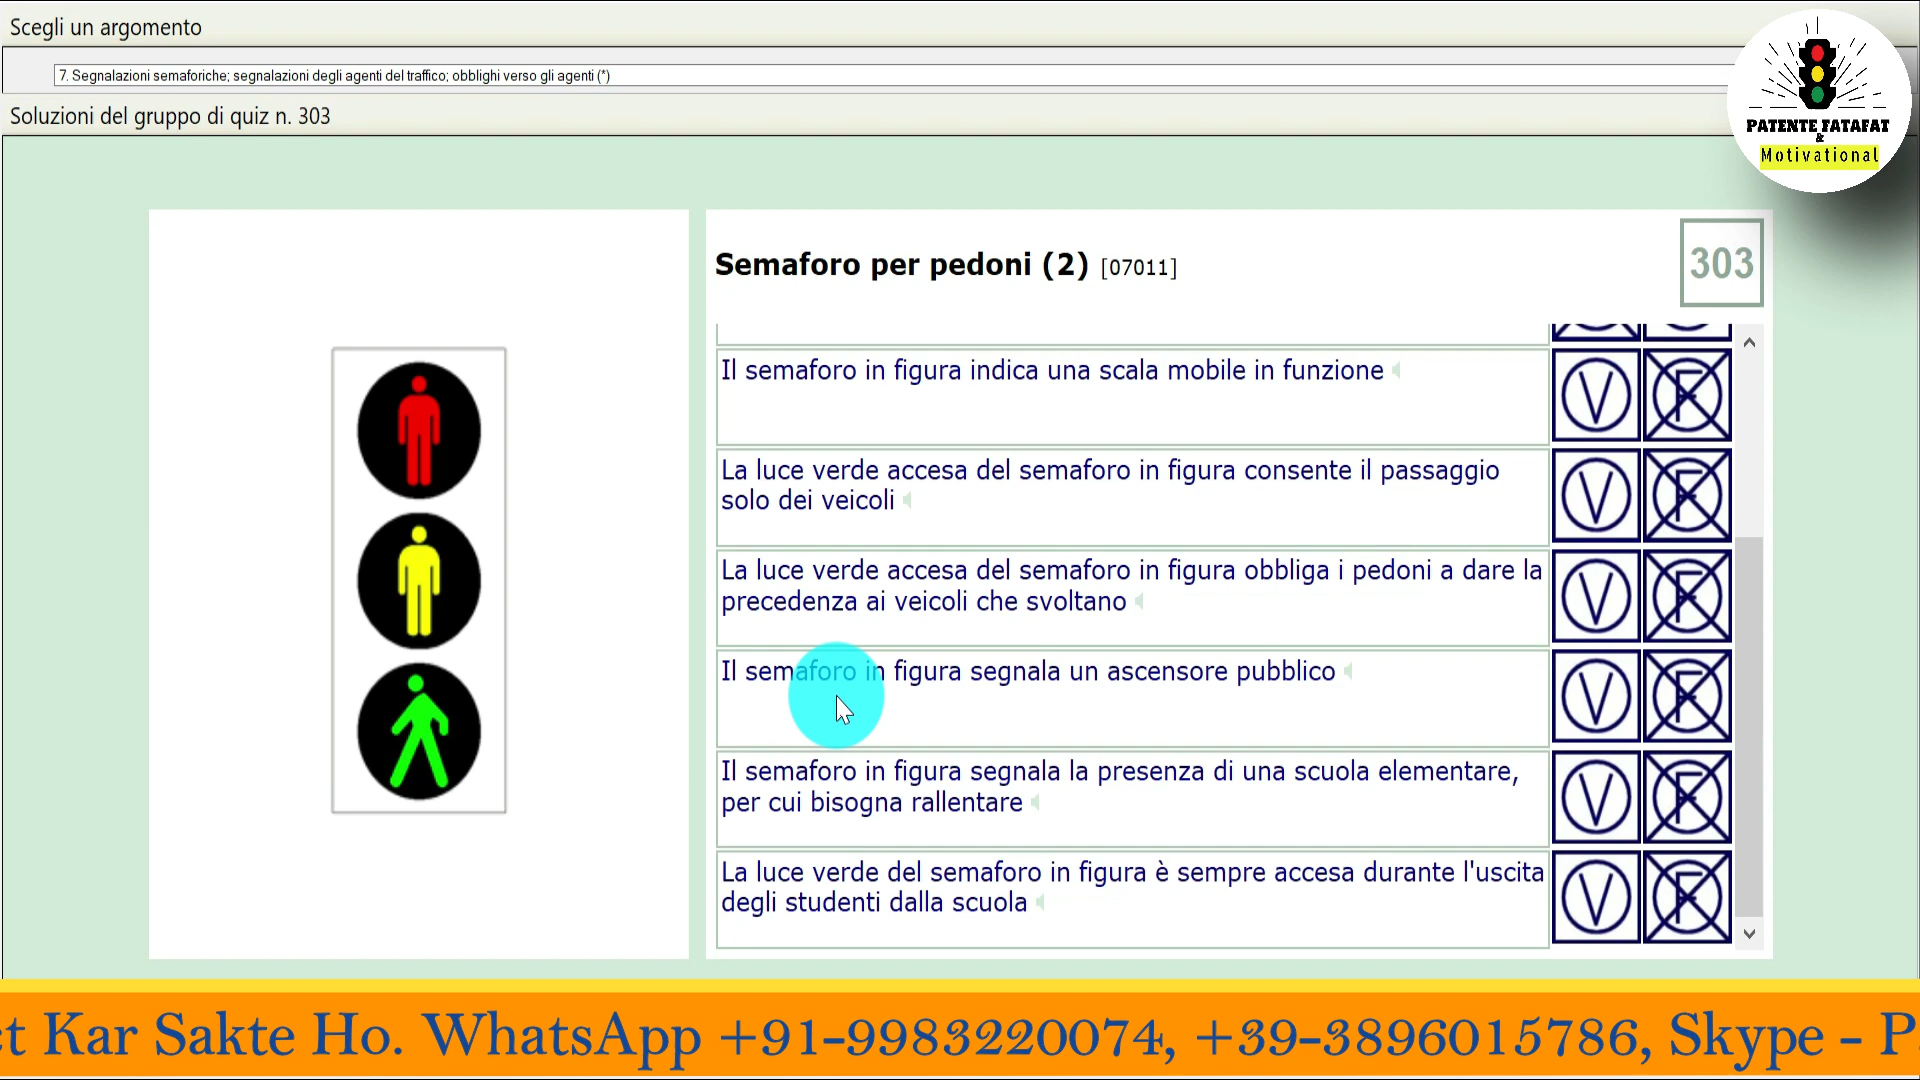 Scegli un argomento
7. Segnalazioni semaforiche; segnalazioni degli agenti del traffico; obblighi verso gli agenti (*)
Soluzioni del gruppo di quiz n. 303
PATENTE FATAFAT
&
Motivational
Semaforo per pedoni (2) [07011]
303
Il semaforo in figura indica una scala mobile in funzione
V F
La luce verde accesa del semaforo in figura consente il passaggio
solo dei veicoli
V F
La luce verde accesa del semaforo in figura obbliga i pedoni a dare la
precedenza ai veicoli che svoltano
V F
Il semaforo in figura segnala un ascensore pubblico
V F
Il semaforo in figura segnala la presenza di una scuola elementare,
per cui bisogna rallentare
V F
La luce verde del semaforo in figura è sempre accesa durante l'uscita
degli studenti dalla scuola
V F
ct Kar Sakte Ho. WhatsApp +91-9983220074, +39-3896015786, Skype - P